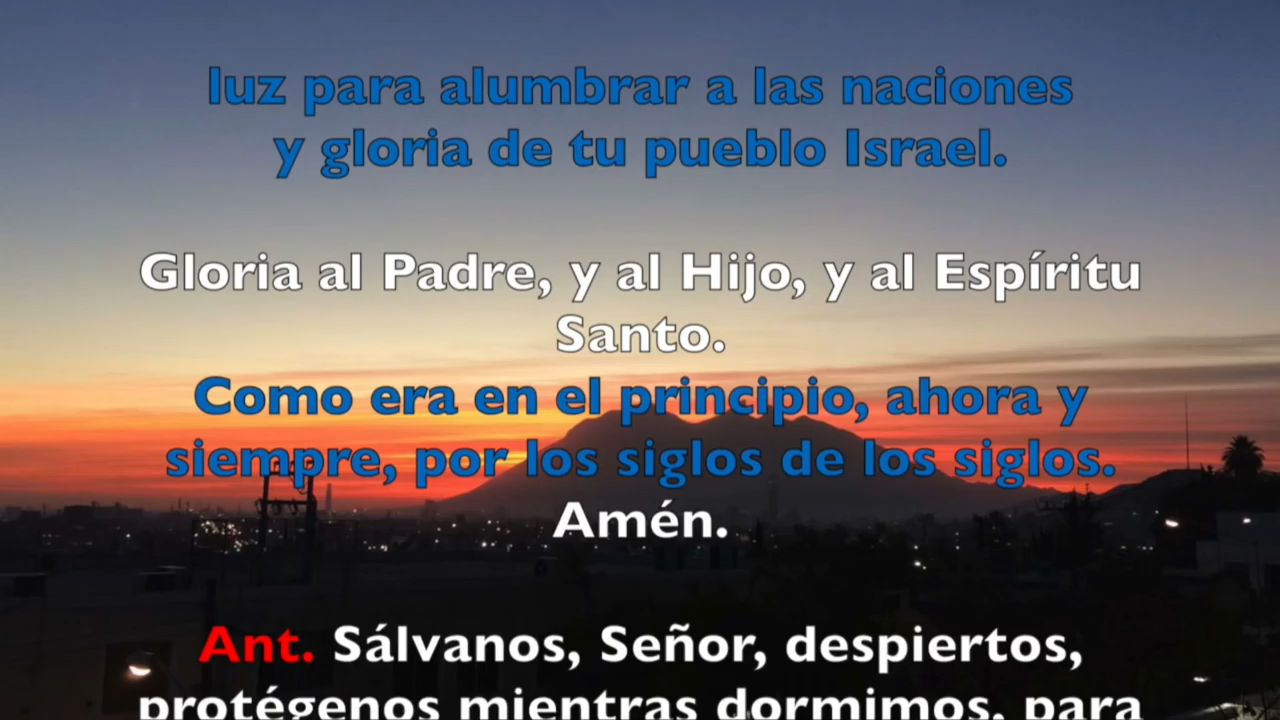 luz para alumbrar a las naciones
y gloria de tu pueblo Israel.
Gloria al Padre, y al Hijo, y al Espíritu
Santo.
Como era en el principio, ahora y
siempre, por los siglos de los siglos.
Amén.
Ant. Sálvanos, Señor, despiertos,
protégenos mientras dormimos, para